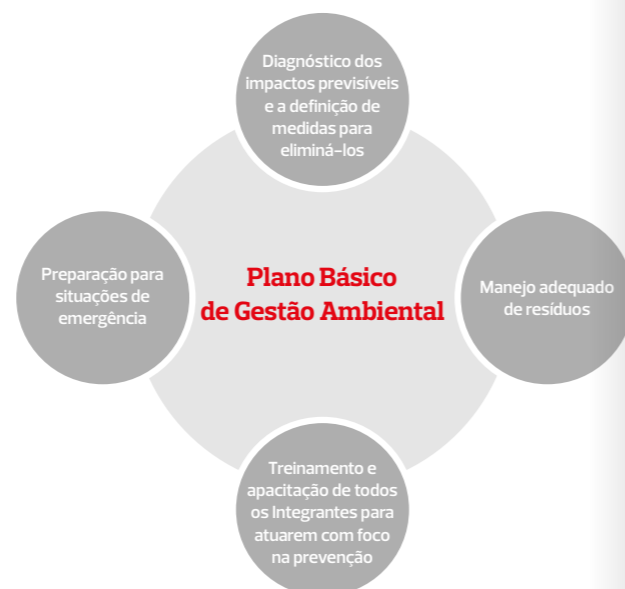 Diagnóstico dos
impactos previsíveis
e a definição de
medidas para
eliminá-los
Preparação para
situações de
emergência
Plano Básico
de Gestão Ambiental
Manejo adequado
de resíduos
Treinamento e
apacitação de todos
os Integrantes para
atuarem com foco
na prevenção